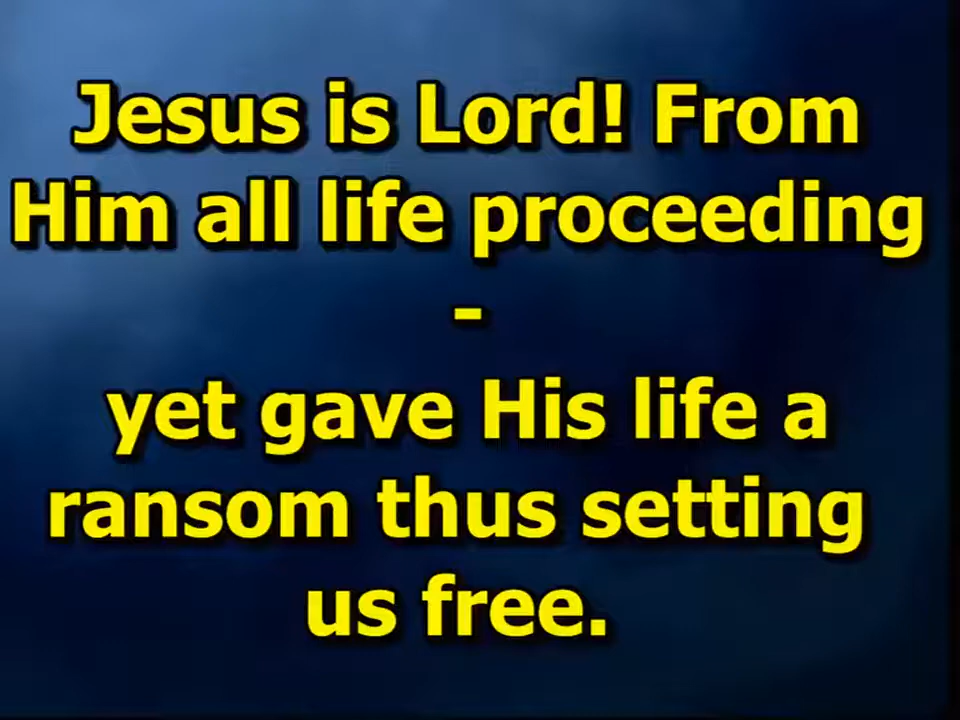 Jesus is Lord! From
Him all life proceeding
-
yet gave His life a
ransom thus setting
us free.